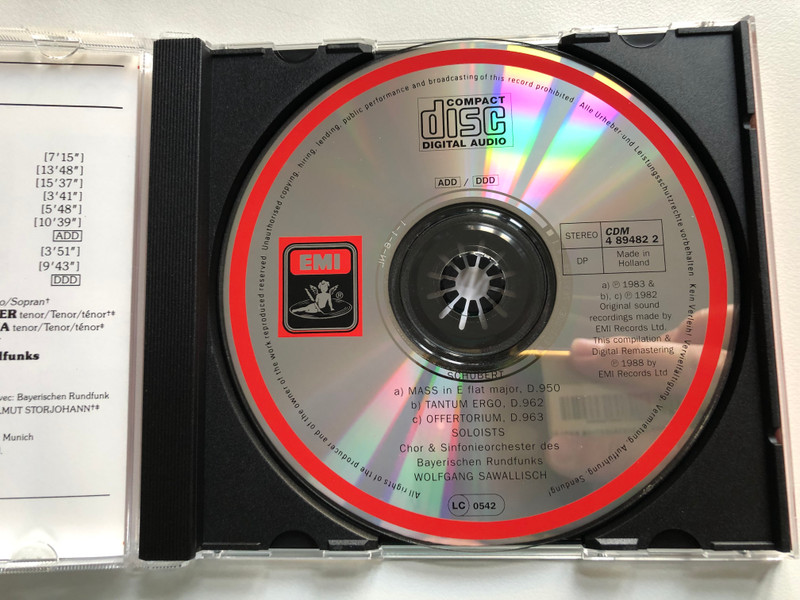 [7'15"]
[13'48"]
[15'37"]
[3'41"]
[5'48"]
[10'39"]
ADD
[3'51"]
[9'43"]
DDD
o/Sopran†
ER tenor/Tenor/ténor†*
A tenor/Tenor/ténor*
lfunks
avec: Bayerischen Rundfunk
LMUT STORJOHANN†*
Munich
All rights of the producer and of the owner of the work reproduced reserved. Unauthorised copying, hiring, lending, public performance and broadcasting of this record prohibited. Alle Urheber- und Leistungsschutzrechte vorbehalten. Kein Verleih! Vervielfältigung, Vermietung, Aufführung, Sendung!
COMPACT
disc
DIGITAL AUDIO
ADD / DDD
EMI
STEREO
CDM
4 89482 2
DP
Made in
Holland
a) ℗ 1983 &
b), c) ℗ 1982
Original sound
recordings made by
EMI Records Ltd.
This compilation &
Digital Remastering
℗ 1988 by
EMI Records Ltd
SCHUBERT
a) MASS in E flat major, D.950
b) TANTUM ERGO, D.962
c) OFFERTORIUM, D.963
SOLOISTS
Chor & Sinfonieorchester des
Bayerischen Rundfunks
WOLFGANG SAWALLISCH
LC 0542